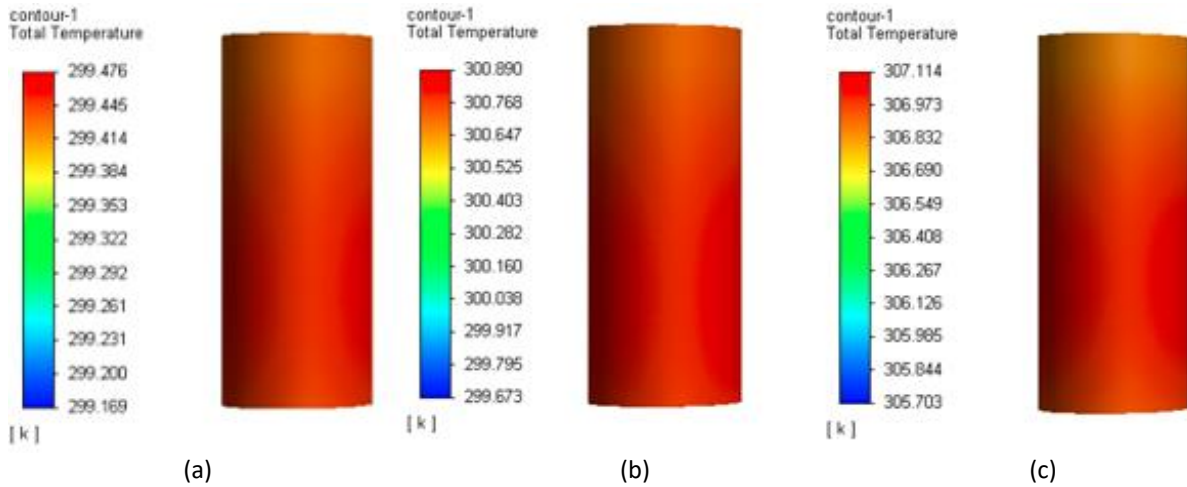 contour-1
Total Temperature
299.476
299.445
299.414
299.384
299.353
299.322
299.292
299.261
299.231
299.200
299.169
[ k ]
(a)
contour-1
Total Temperature
300.890
300.768
300.647
300.525
300.403
300.282
300.160
300.038
299.917
299.795
299.673
[ k ]
(b)
contour-1
Total Temperature
307.114
306.973
306.832
306.690
306.549
306.408
306.267
306.126
305.985
305.844
305.703
[ k ]
(c)